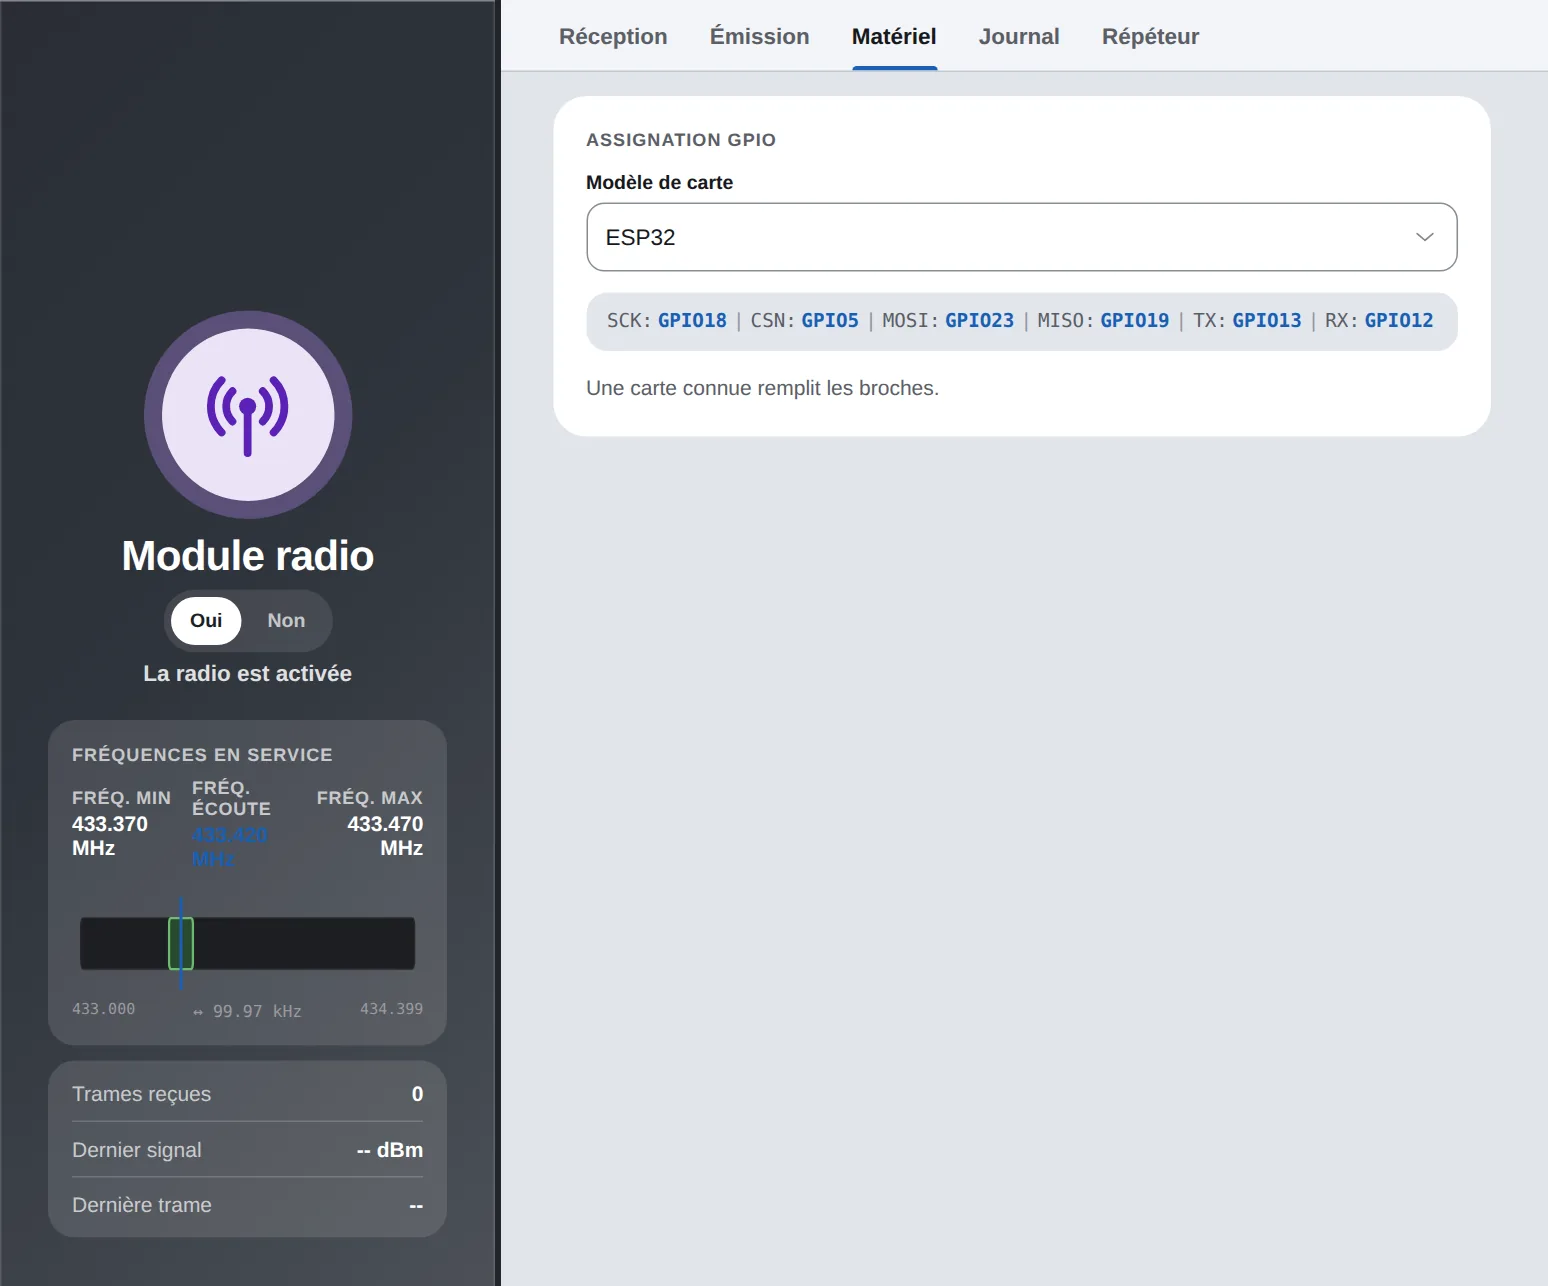 Réception Émission Matériel Journal Répéteur
ASSIGNATION GPIO
Modèle de carte
ESP32
SCK: GPIO18 | CSN: GPIO5 | MOSI: GPIO23 | MISO: GPIO19 | TX: GPIO13 | RX: GPIO12
Une carte connue remplit les broches.
Module radio
Oui Non
La radio est activée
FRÉQUENCES EN SERVICE
FRÉQ. MIN
433.370
MHz
FRÉQ.
ÉCOUTE
433.420
MHz
FRÉQ. MAX
433.470
MHz
433.000 ↔ 99.97 kHz 434.399
Trames reçues 0
Dernier signal -- dBm
Dernière trame --